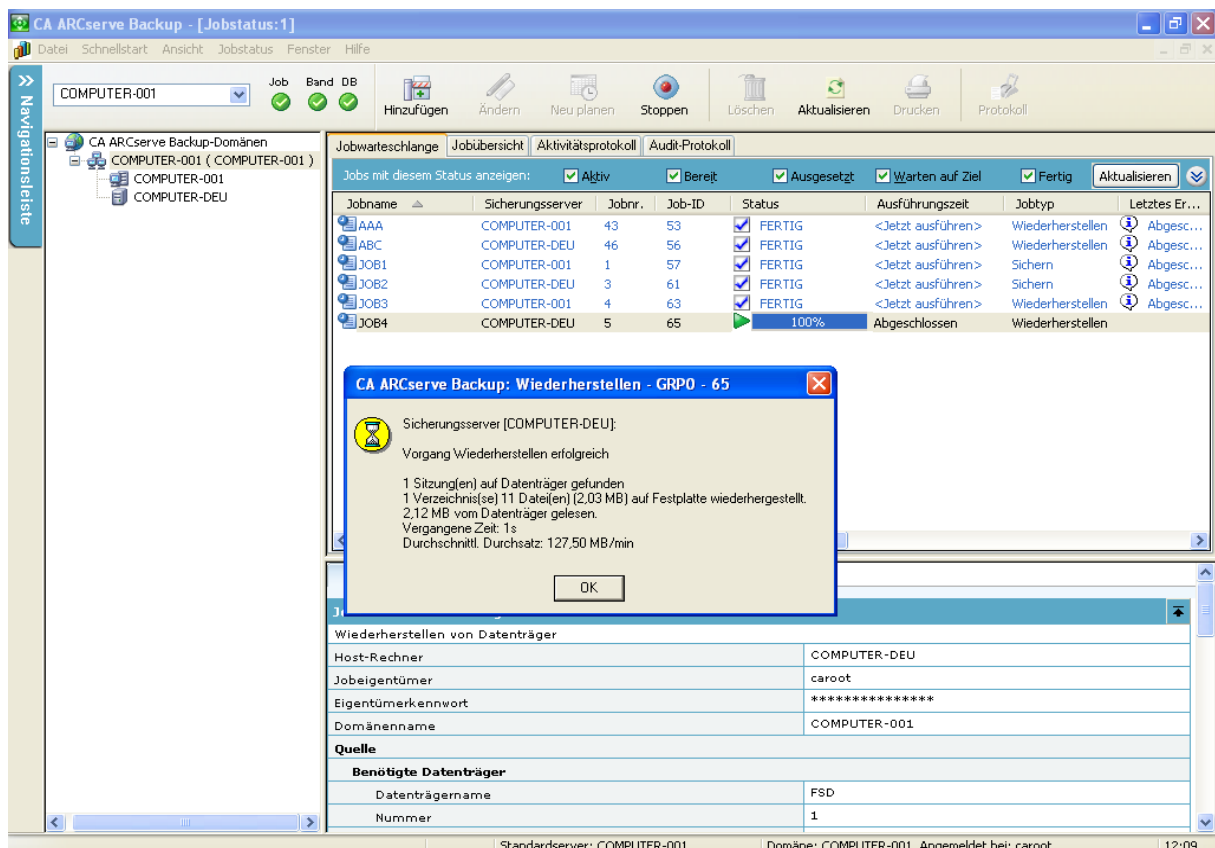 CA ARCserve Backup - [Jobstatus:1]
Datei Schnellstart Ansicht Jobstatus Fenster Hilfe
Navigationsleiste
COMPUTER-001
Job Band DB
Hinzufügen Ändern Neu planen Stoppen Löschen Aktualisieren Drucken Protokoll
CA ARCserve Backup-Domänen
COMPUTER-001 ( COMPUTER-001 )
COMPUTER-001
COMPUTER-DEU
Jobwarteschlange Jobübersicht Aktivitätsprotokoll Audit-Protokoll
Jobs mit diesem Status anzeigen: Aktiv Bereit Ausgesetzt Warten auf Ziel Fertig Aktualisieren
Jobname Sicherungsserver Jobnr. Job-ID Status Ausführungszeit Jobtyp Letztes Er...
AAA COMPUTER-001 43 53 FERTIG <Jetzt ausführen> Wiederherstellen Abgesc...
ABC COMPUTER-DEU 46 56 FERTIG <Jetzt ausführen> Wiederherstellen Abgesc...
JOB1 COMPUTER-001 1 57 FERTIG <Jetzt ausführen> Sichern Abgesc...
JOB2 COMPUTER-DEU 3 61 FERTIG <Jetzt ausführen> Sichern Abgesc...
JOB3 COMPUTER-001 4 63 FERTIG <Jetzt ausführen> Wiederherstellen Abgesc...
JOB4 COMPUTER-DEU 5 65 100% Abgeschlossen Wiederherstellen
CA ARCserve Backup: Wiederherstellen - GRP0 - 65
Sicherungsserver [COMPUTER-DEU]:
Vorgang Wiederherstellen erfolgreich
1 Sitzung(en) auf Datenträger gefunden
1 Verzeichnis(se) 11 Datei(en) (2,03 MB) auf Festplatte wiederhergestellt.
2,12 MB vom Datenträger gelesen.
Vergangene Zeit: 1s
Durchschnittl. Durchsatz: 127,50 MB/min
OK
Wiederherstellen von Datenträger
Host-Rechner COMPUTER-DEU
Jobeigentümer caroot
Eigentümerkennwort ***************
Domänenname COMPUTER-001
Quelle
Benötigte Datenträger
Datenträgername FSD
Nummer 1
Standardserver: COMPUTER-001 Domäne: COMPUTER-001, Angemeldet bei: caroot 12:09